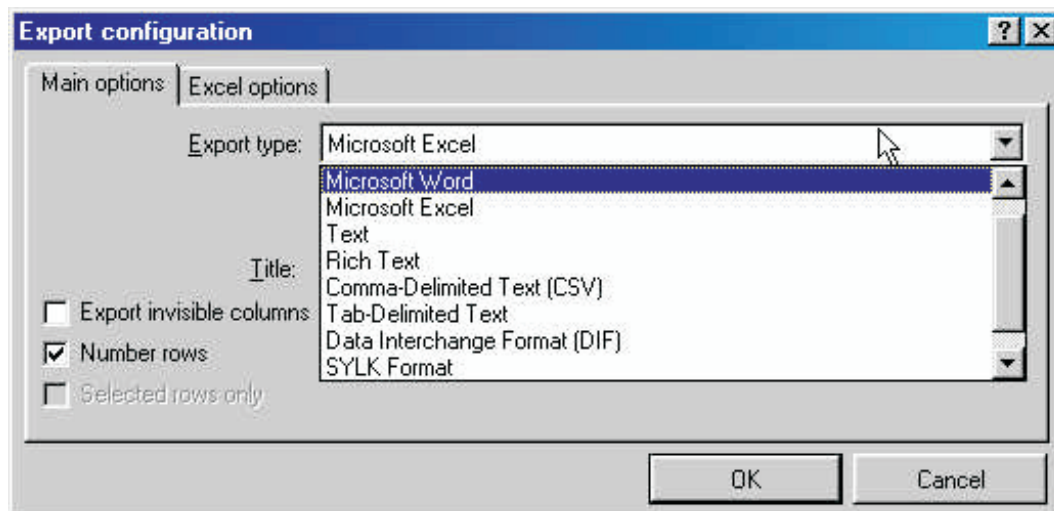 Export configuration
Main options Excel options
Export type: Microsoft Excel
Microsoft Word
Microsoft Excel
Text
Rich Text
Title:
Comma-Delimited Text (CSV)
Export invisible columns
Tab-Delimited Text
Data Interchange Format (DIF)
Number rows
SYLK Format
Selected rows only
OK Cancel